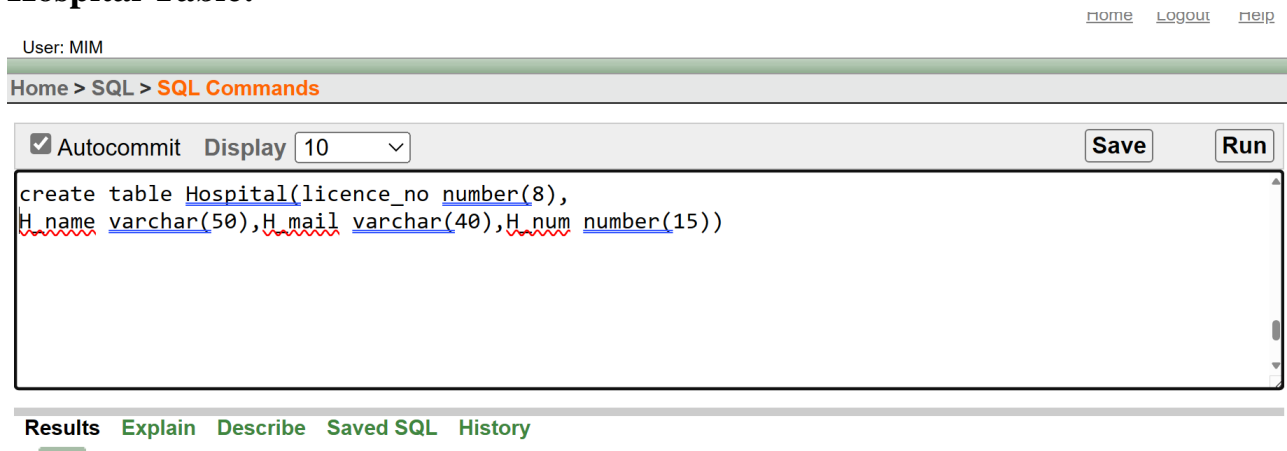 Hospital Table:
Home Logout Help
User: MIM
Home > SQL > SQL Commands
Autocommit Display 10 Save Run
create table Hospital(licence_no number(8),
H_name varchar(50),H_mail varchar(40),H_num number(15))
Results Explain Describe Saved SQL History